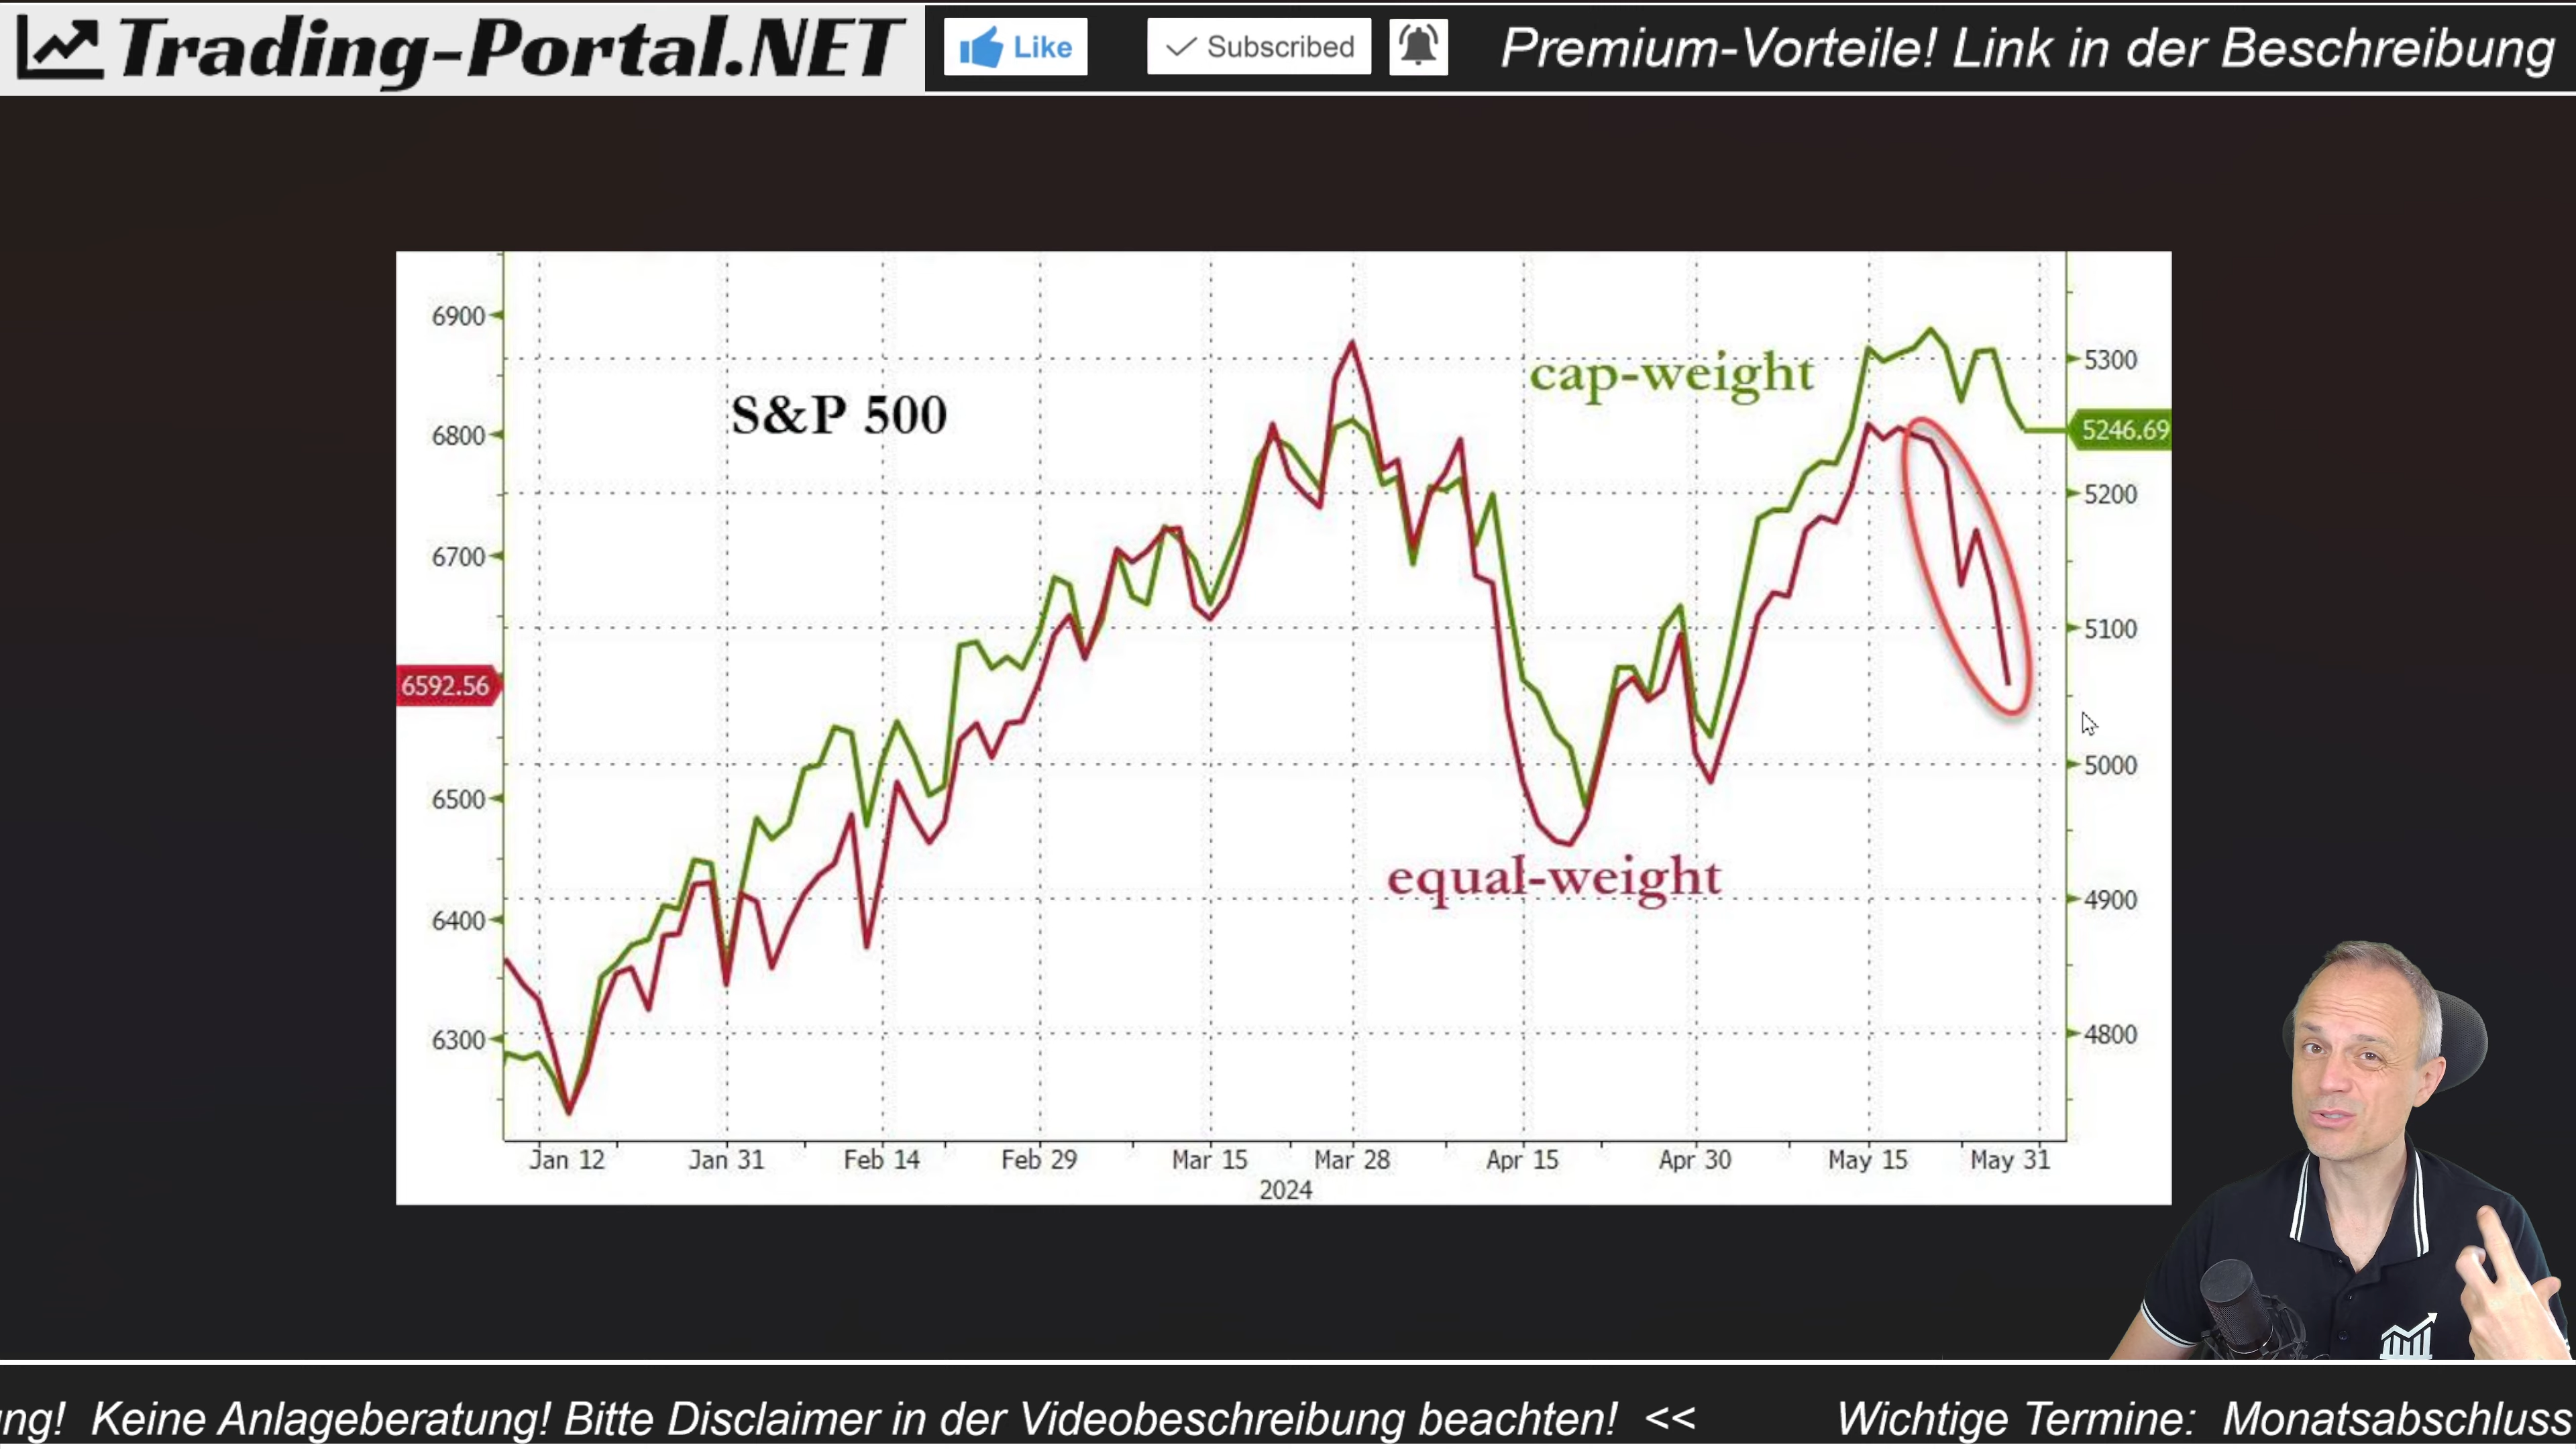 Trading-Portal.NET
Like
Subscribed
Premium-Vorteile! Link in der Beschreibung
S&P 500
cap-weight
equal-weight
6900
6800
6700
6592.56
6500
6400
6300
5300
5246.69
5200
5100
5000
4900
4800
Jan 12 Jan 31 Feb 14 Feb 29 Mar 15 Mar 28 Apr 15 Apr 30 May 15 May 31
2024
ng! Keine Anlageberatung! Bitte Disclaimer in der Videobeschreibung beachten! << Wichtige Termine: Monatsabschluss